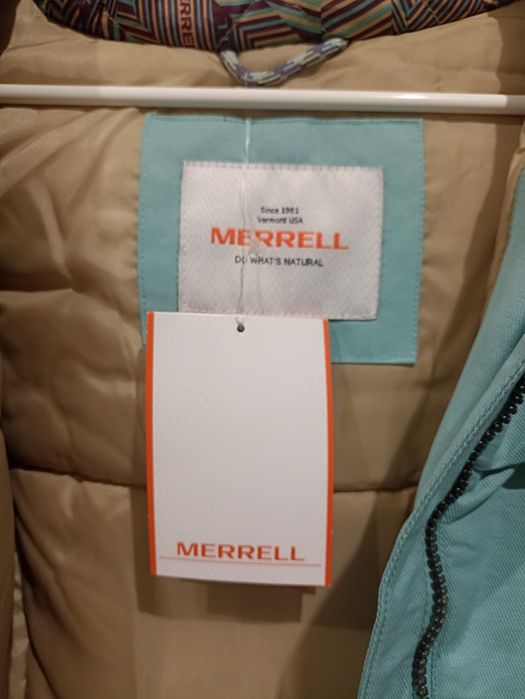 Since 1981
Vermont USA
MERRELL
DO WHAT'S NATURAL
MERRELL